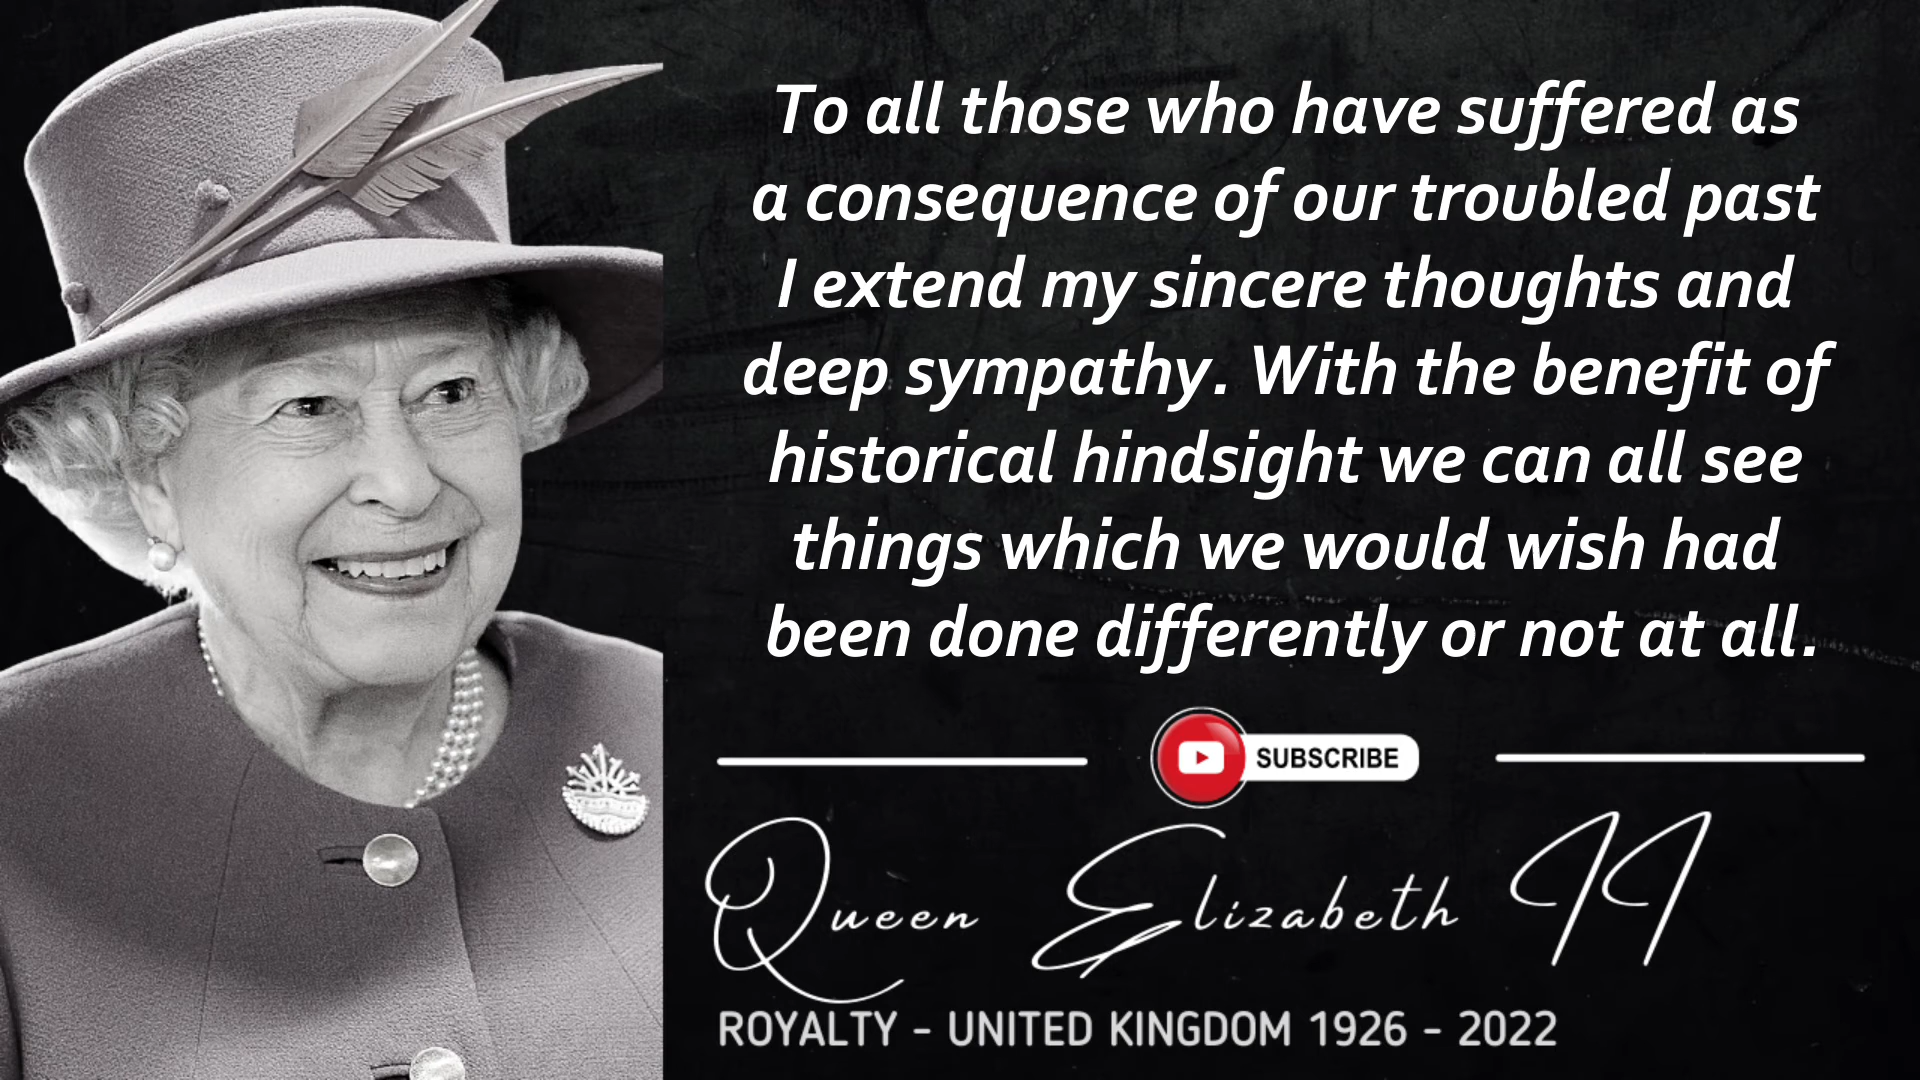 To all those who have suffered as
a consequence of our troubled past
I extend my sincere thoughts and
deep sympathy. With the benefit of
historical hindsight we can all see
things which we would wish had
been done differently or not at all.
SUBSCRIBE
Queen Elizabeth II
ROYALTY - UNITED KINGDOM 1926 - 2022